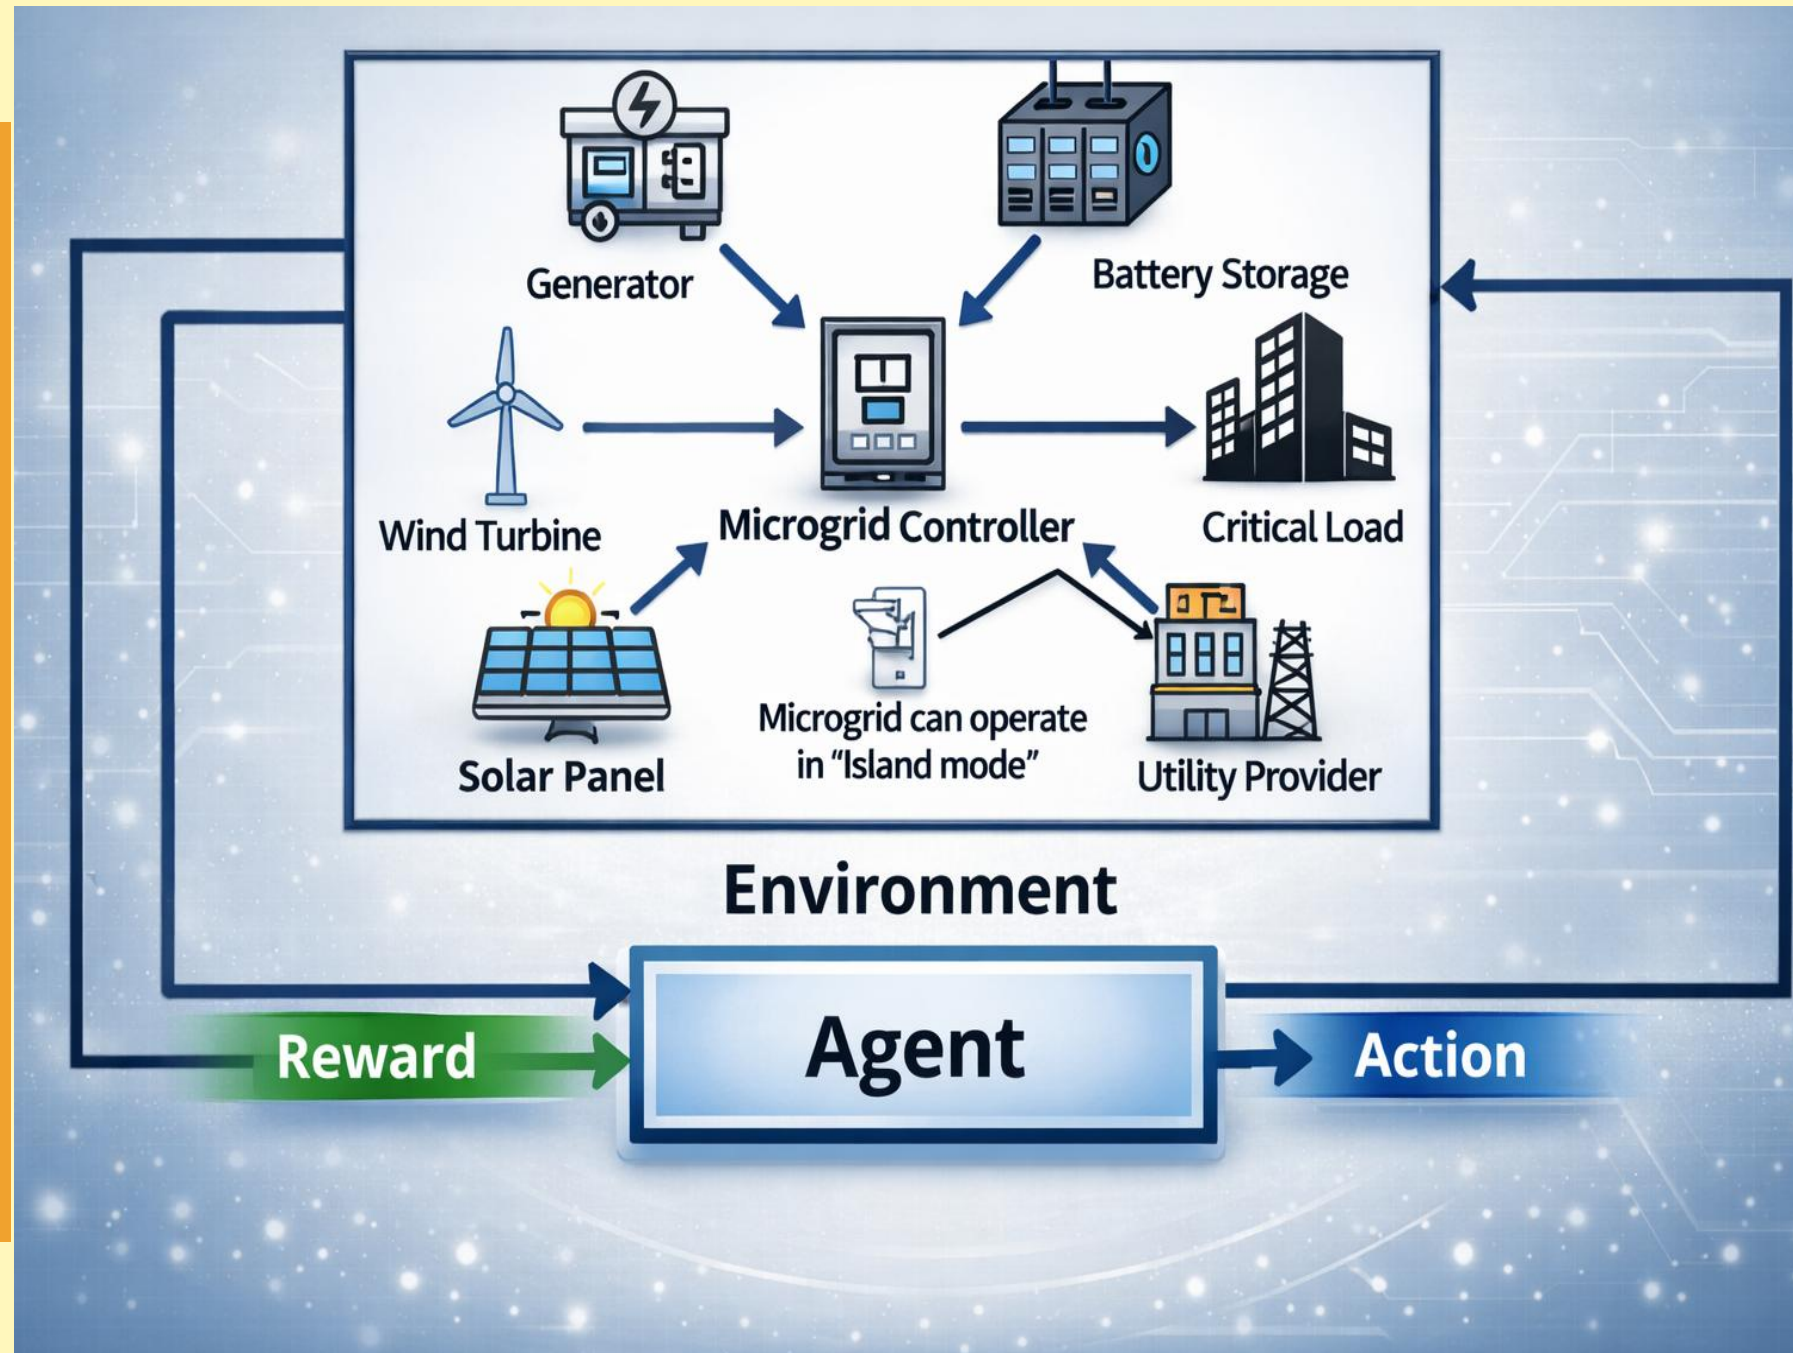 Generator
Battery Storage
Wind Turbine
Microgrid Controller
Critical Load
Solar Panel
Microgrid can operate
in “Island mode”
Utility Provider
Environment
Reward
Agent
Action